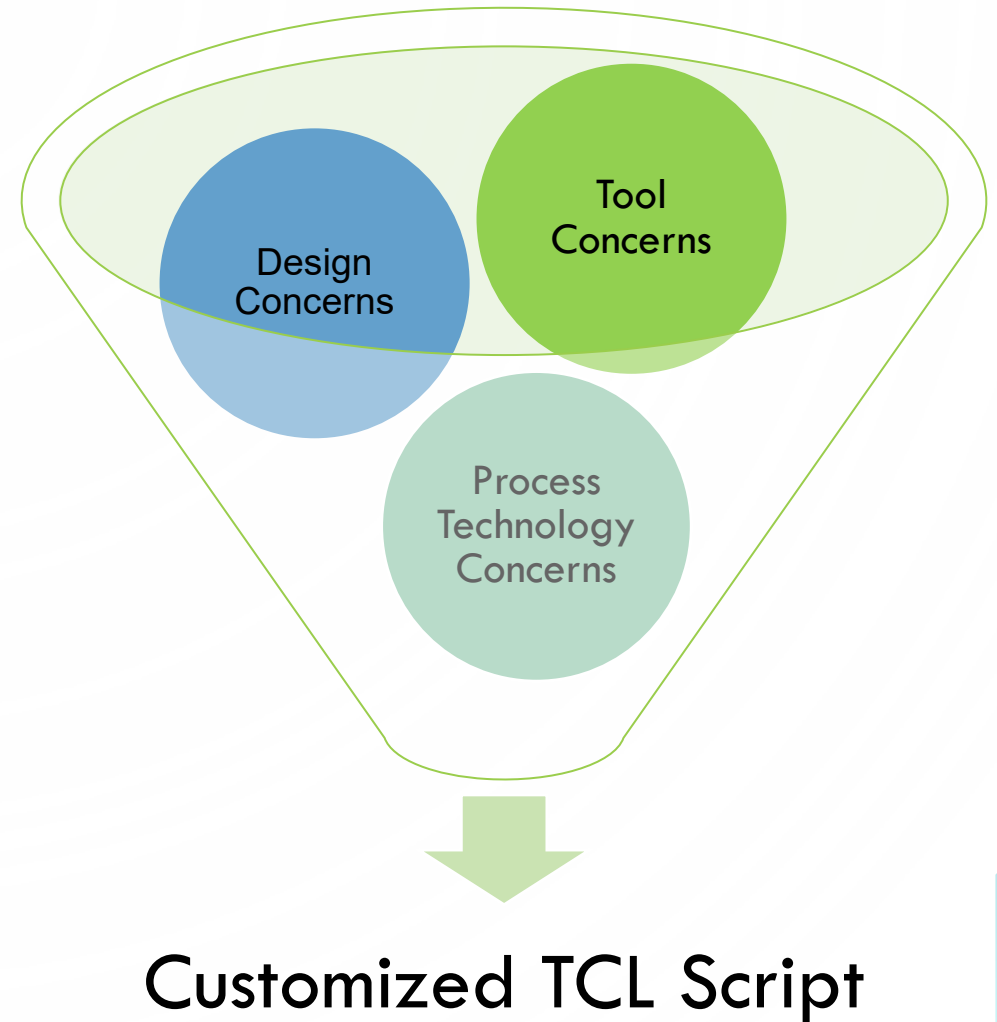 Tool
Concerns
Design
Concerns
Process
Technology
Concerns
Customized TCL Script